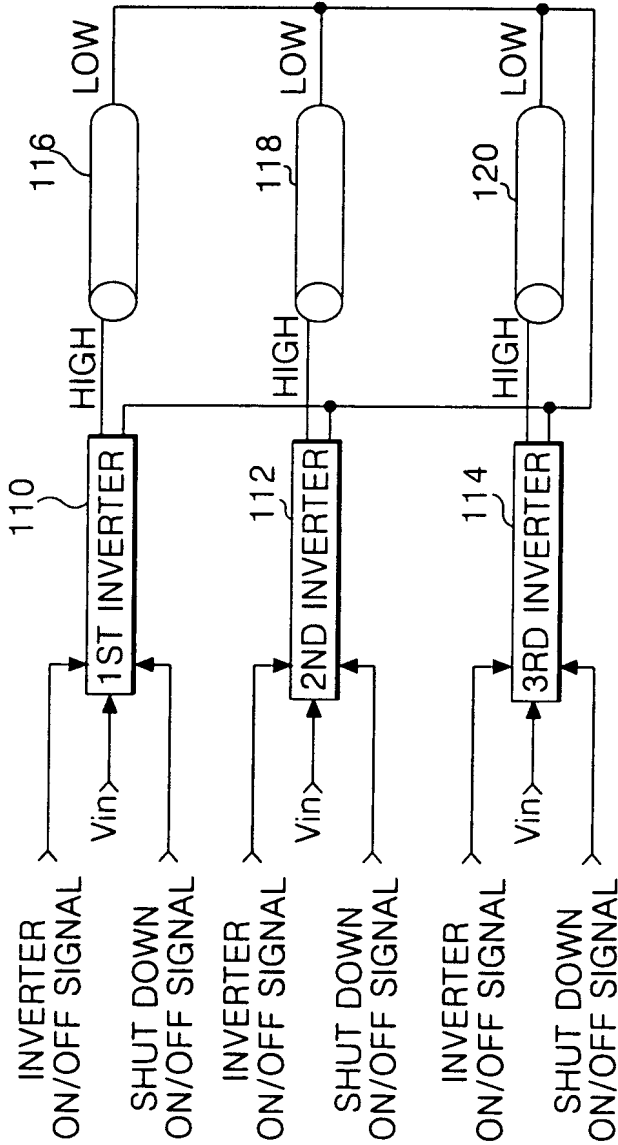 INVERTER
ON/OFF SIGNAL
Vin
SHUT DOWN
ON/OFF SIGNAL
110
1ST INVERTER
HIGH
116
LOW
INVERTER
ON/OFF SIGNAL
Vin
SHUT DOWN
ON/OFF SIGNAL
112
2ND INVERTER
HIGH
118
LOW
INVERTER
ON/OFF SIGNAL
Vin
SHUT DOWN
ON/OFF SIGNAL
114
3RD INVERTER
HIGH
120
LOW